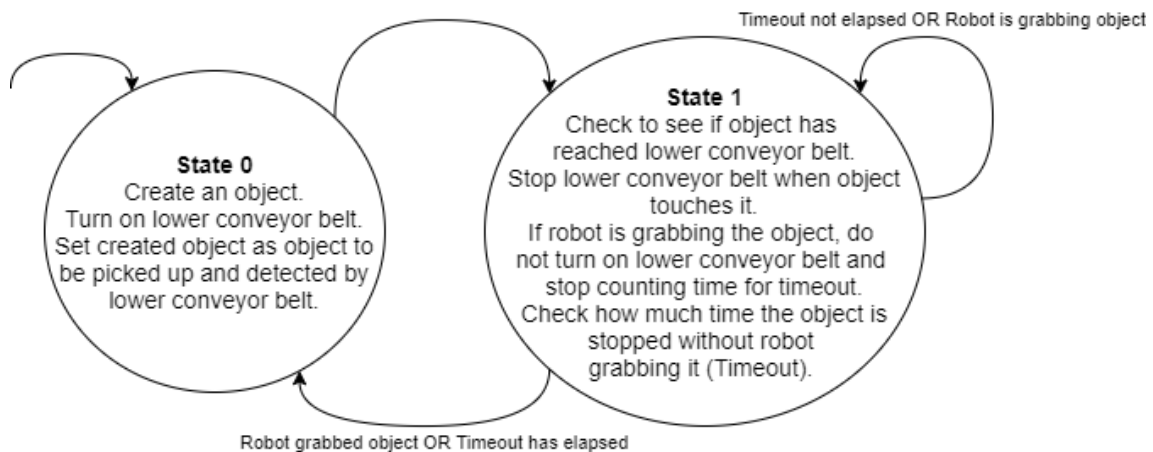 Timeout not elapsed OR Robot is grabbing object
State 0
Create an object.
Turn on lower conveyor belt.
Set created object as object to
be picked up and detected by
lower conveyor belt.
State 1
Check to see if object has
reached lower conveyor belt.
Stop lower conveyor belt when object
touches it.
If robot is grabbing the object, do
not turn on lower conveyor belt and
stop counting time for timeout.
Check how much time the object is
stopped without robot
grabbing it (Timeout).
Robot grabbed object OR Timeout has elapsed